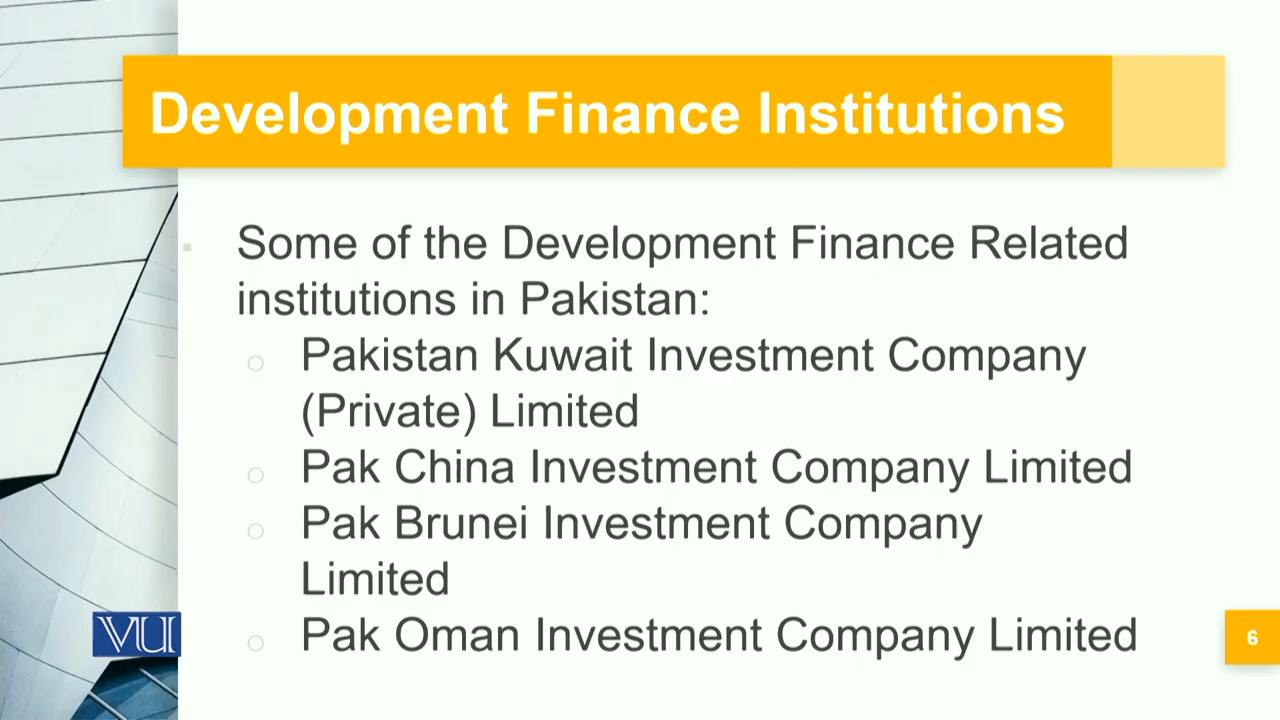 Development Finance Institutions
Some of the Development Finance Related
institutions in Pakistan:
Pakistan Kuwait Investment Company
(Private) Limited
Pak China Investment Company Limited
Pak Brunei Investment Company
Limited
Pak Oman Investment Company Limited
VU
6